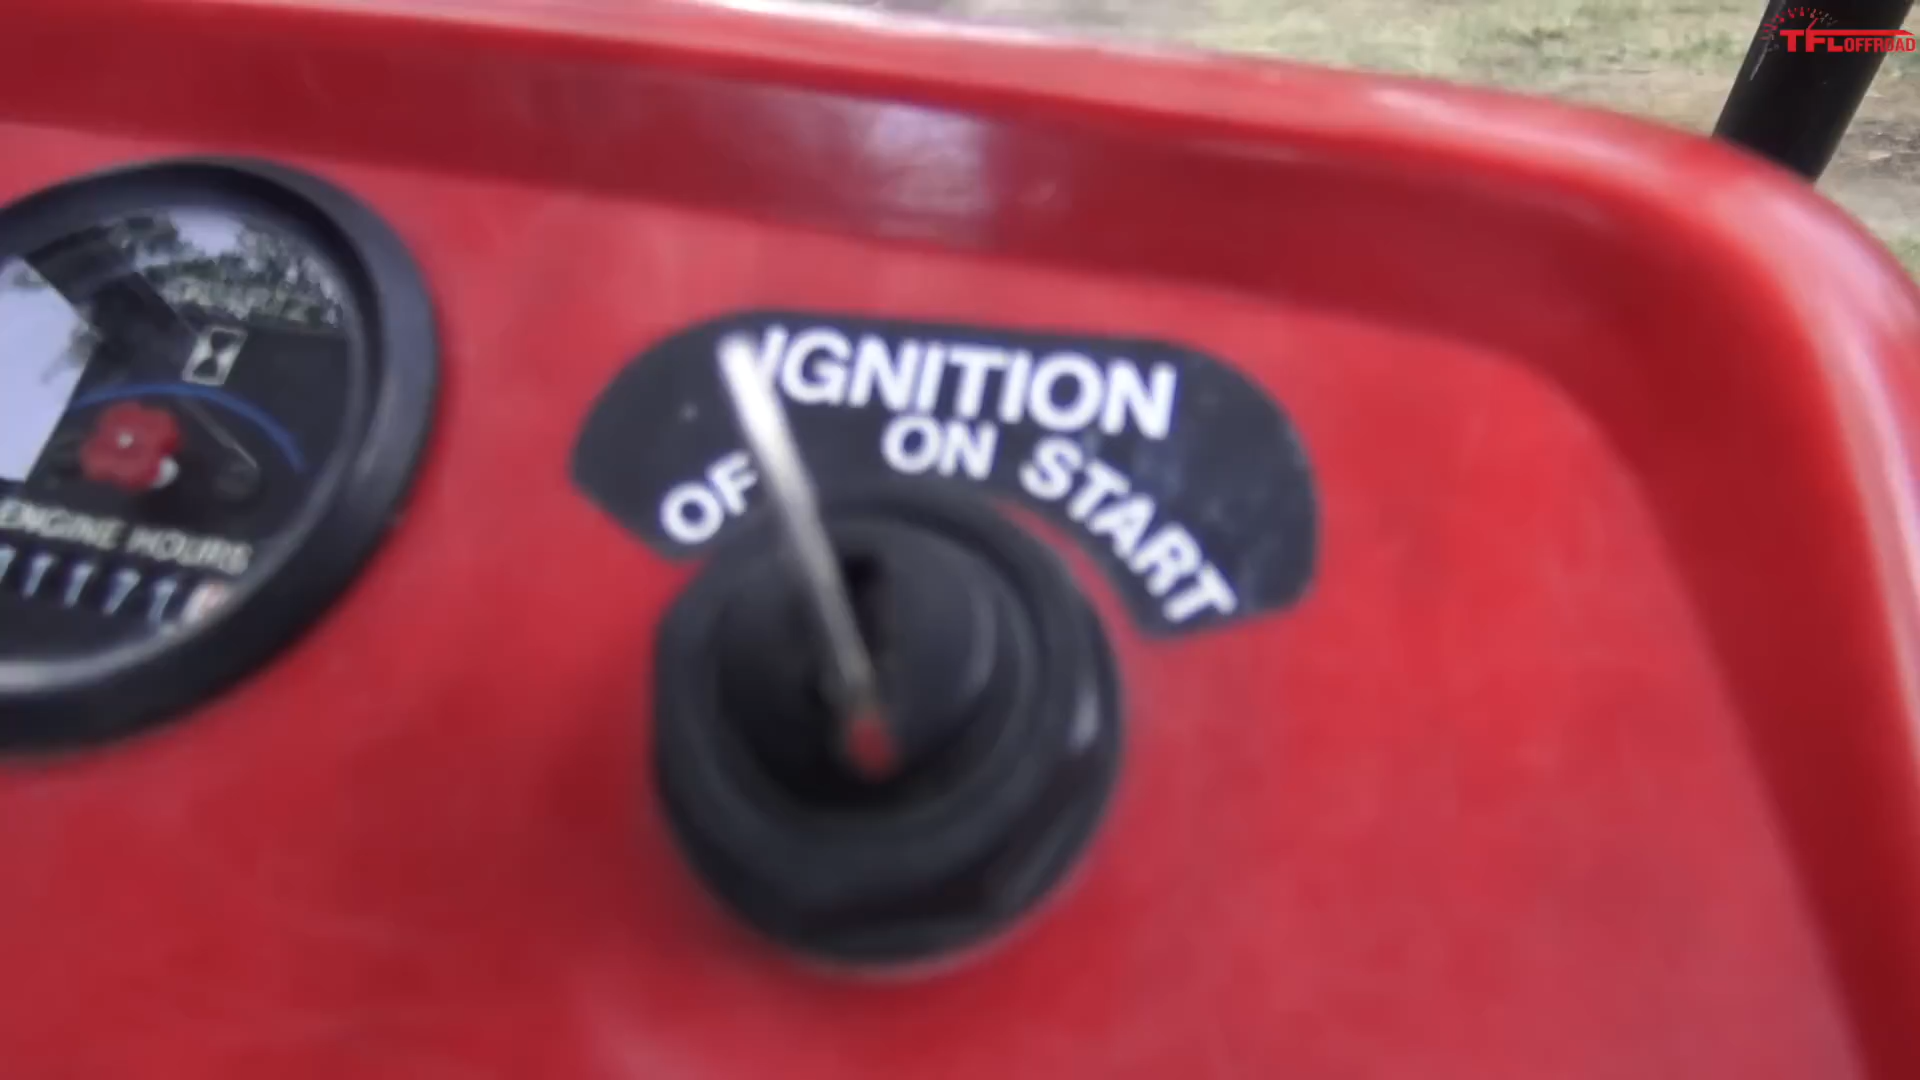 TFLOFFROAD
QUARTZ
IGNITION
OF
ON
START
ENGINE HOURS